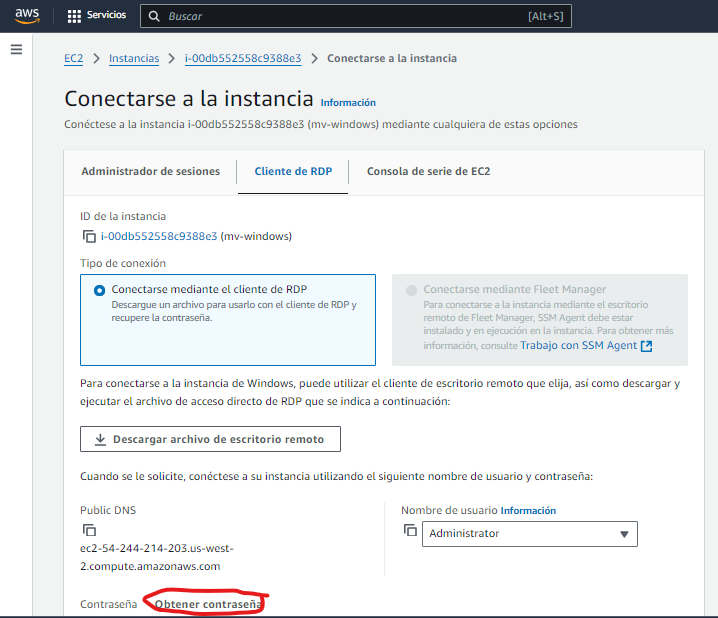 aws
Servicios
Buscar
[Alt+S]
EC2 > Instancias > i-00db552558c9388e3 > Conectarse a la instancia
Conectarse a la instancia Información
Conéctese a la instancia i-00db552558c9388e3 (mv-windows) mediante cualquiera de estas opciones
Administrador de sesiones
Cliente de RDP
Consola de serie de EC2
ID de la instancia
i-00db552558c9388e3 (mv-windows)
Tipo de conexión
Conectarse mediante el cliente de RDP
Descargue un archivo para usarlo con el cliente de RDP y
recupere la contraseña.
Conectarse mediante Fleet Manager
Para conectarse a la instancia mediante el escritorio
remoto de Fleet Manager, SSM Agent debe estar
instalado y en ejecución en la instancia. Para obtener más
información, consulte Trabajo con SSM Agent
Para conectarse a la instancia de Windows, puede utilizar el cliente de escritorio remoto que elija, así como descargar y
ejecutar el archivo de acceso directo de RDP que se indica a continuación:
Descargar archivo de escritorio remoto
Cuando se le solicite, conéctese a su instancia utilizando el siguiente nombre de usuario y contraseña:
Public DNS
ec2-54-244-214-203.us-west-
2.compute.amazonaws.com
Nombre de usuario Información
Administrator
Contraseña Obtener contraseña